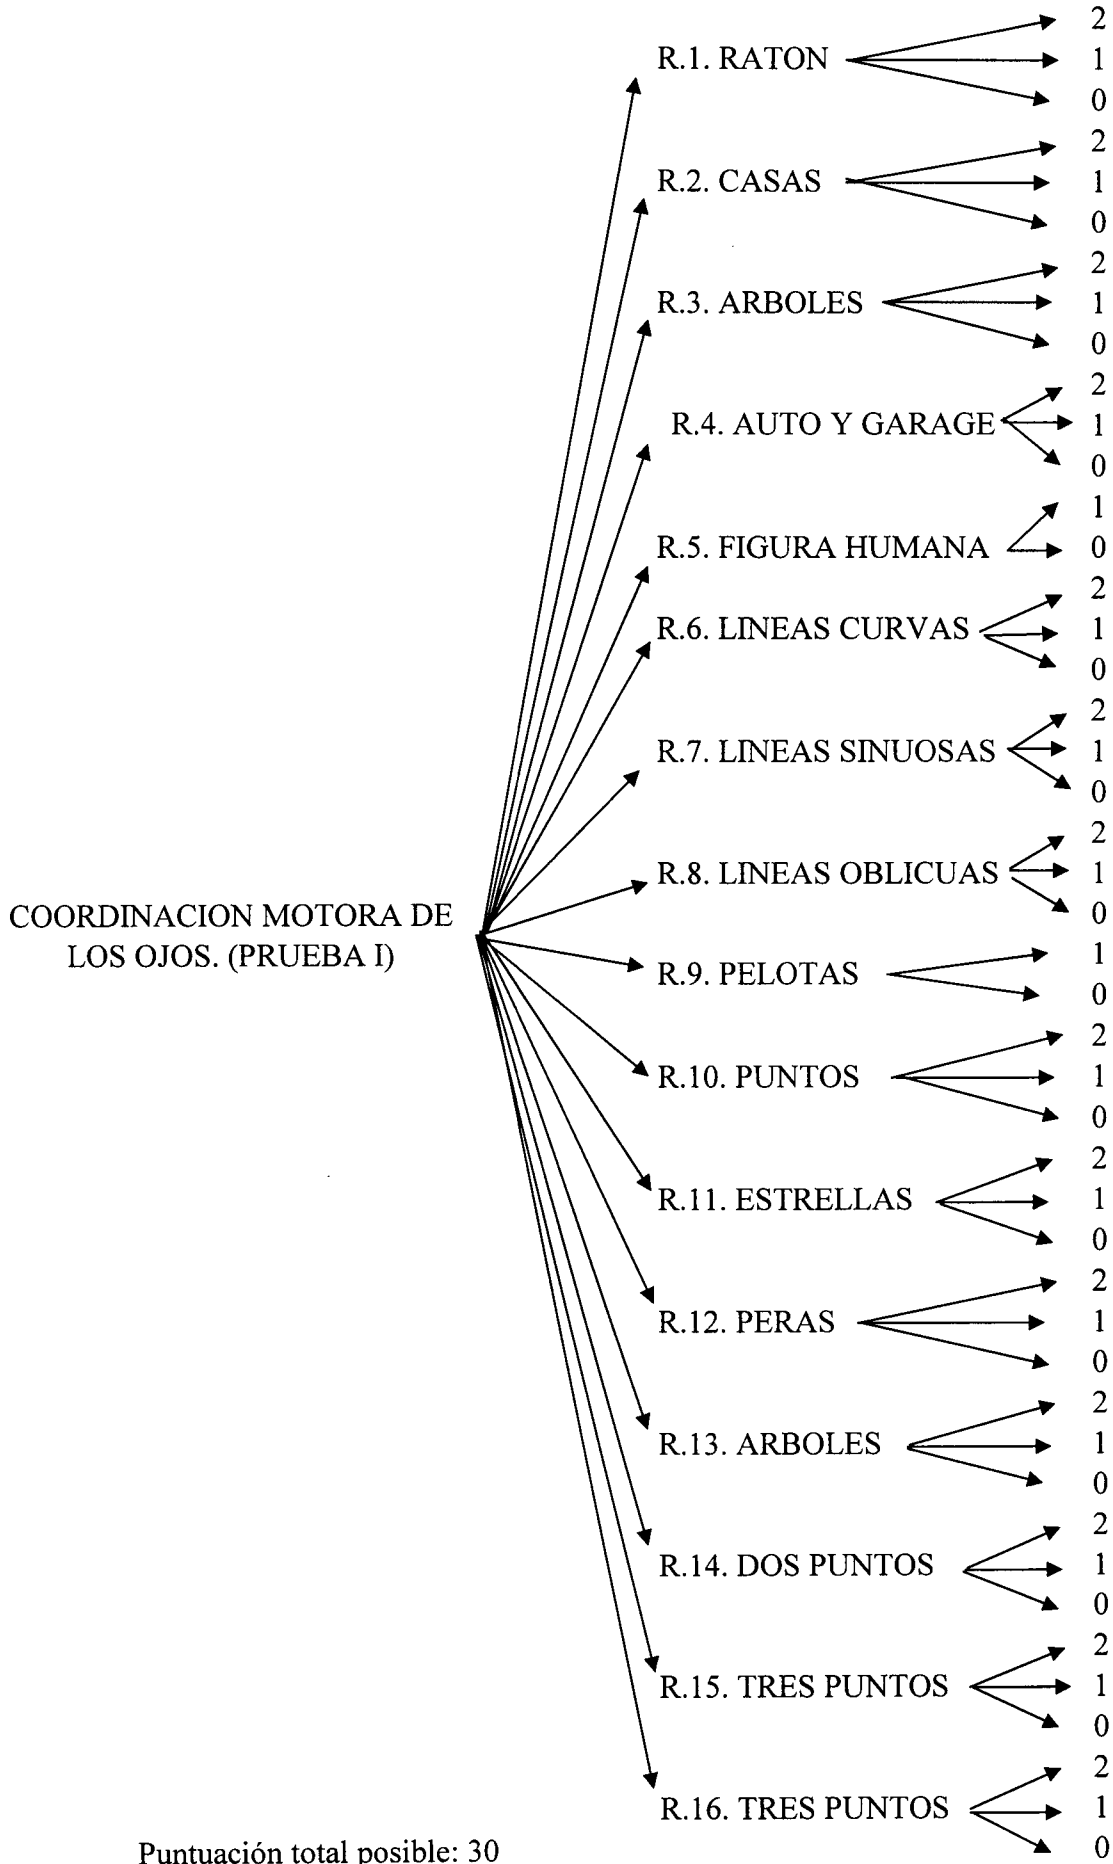 2
R.1. RATON
1
0
2
R.2. CASAS
1
0
2
R.3. ARBOLES
1
0
2
R.4. AUTO Y GARAGE
1
0
1
R.5. FIGURA HUMANA
0
2
R.6. LINEAS CURVAS
1
0
2
R.7. LINEAS SINUOSAS
1
0
2
R.8. LINEAS OBLICUAS
1
0
COORDINACION MOTORA DE
LOS OJOS. (PRUEBA I)
1
R.9. PELOTAS
0
2
R.10. PUNTOS
1
0
2
R.11. ESTRELLAS
1
0
2
R.12. PERAS
1
0
2
R.13. ARBOLES
1
0
2
R.14. DOS PUNTOS
1
0
2
R.15. TRES PUNTOS
1
0
2
R.16. TRES PUNTOS
1
0
Puntuación total posible: 30